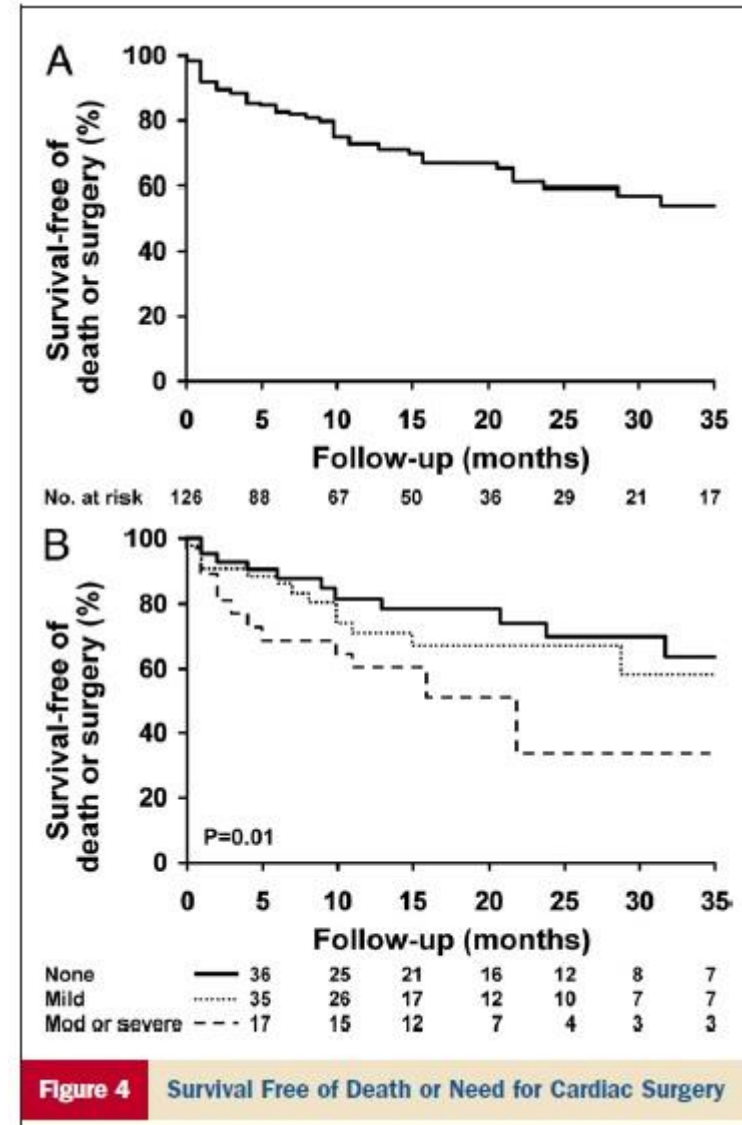 A
Survival-free of
death or surgery (%)
100
80
60
40
20
0
0 5 10 15 20 25 30 35
Follow-up (months)
No. at risk 126 88 67 50 36 29 21 17
B
Survival-free of
death or surgery (%)
100
80
60
40
20
0
P=0.01
0 5 10 15 20 25 30 35
Follow-up (months)
None 36 25 21 16 12 8 7
Mild 35 26 17 12 10 7 7
Mod or severe 17 15 12 7 4 3 3
Figure 4 Survival Free of Death or Need for Cardiac Surgery